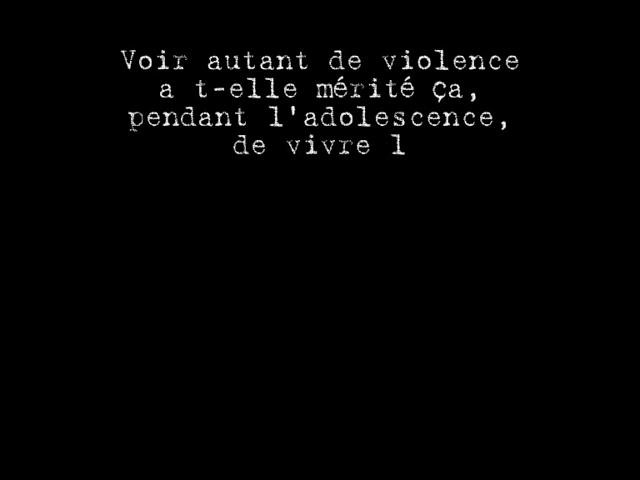 Voir autant de violence
a t-elle mérité ça,
pendant l'adolescence,
de vivre l